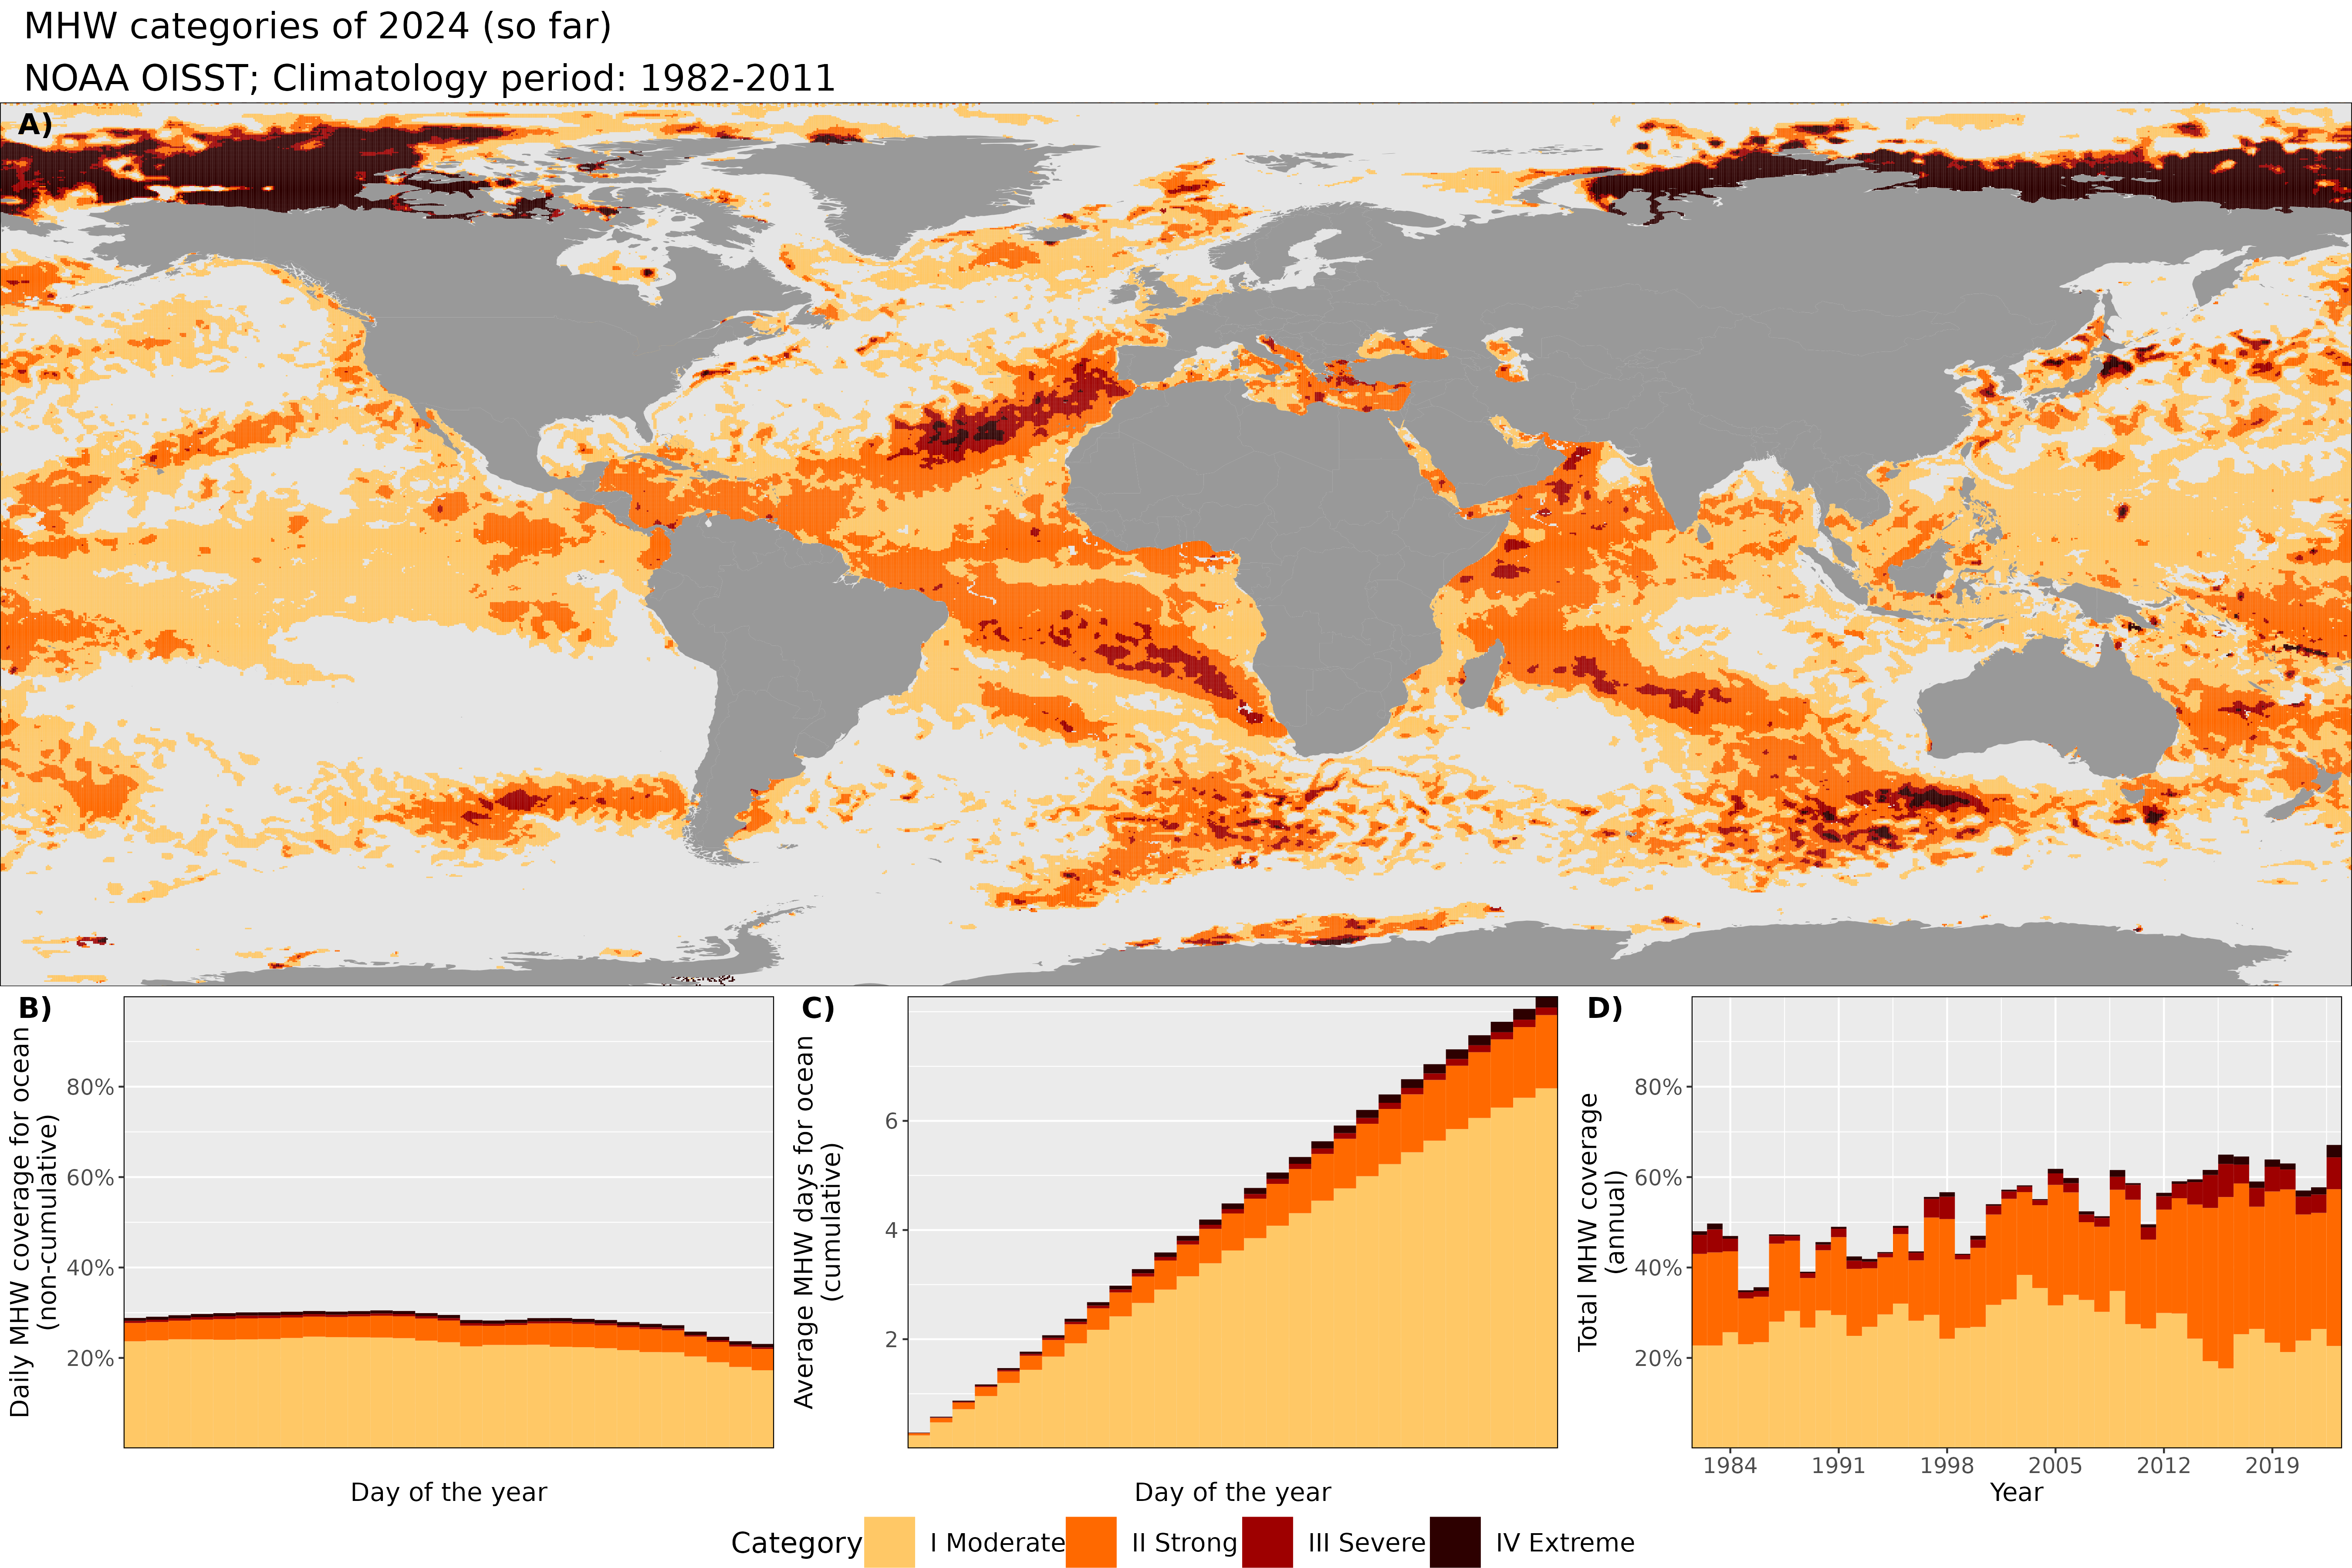 MHW categories of 2024 (so far)
NOAA OISST; Climatology period: 1982-2011
A)
B)
Daily MHW coverage for ocean
(non-cumulative)
80%
60%
40%
20%
Day of the year
C)
Average MHW days for ocean
(cumulative)
6
4
2
Day of the year
D)
Total MHW coverage
(annual)
80%
60%
40%
20%
1984 1991 1998 2005 2012 2019
Year
Category I Moderate II Strong III Severe IV Extreme